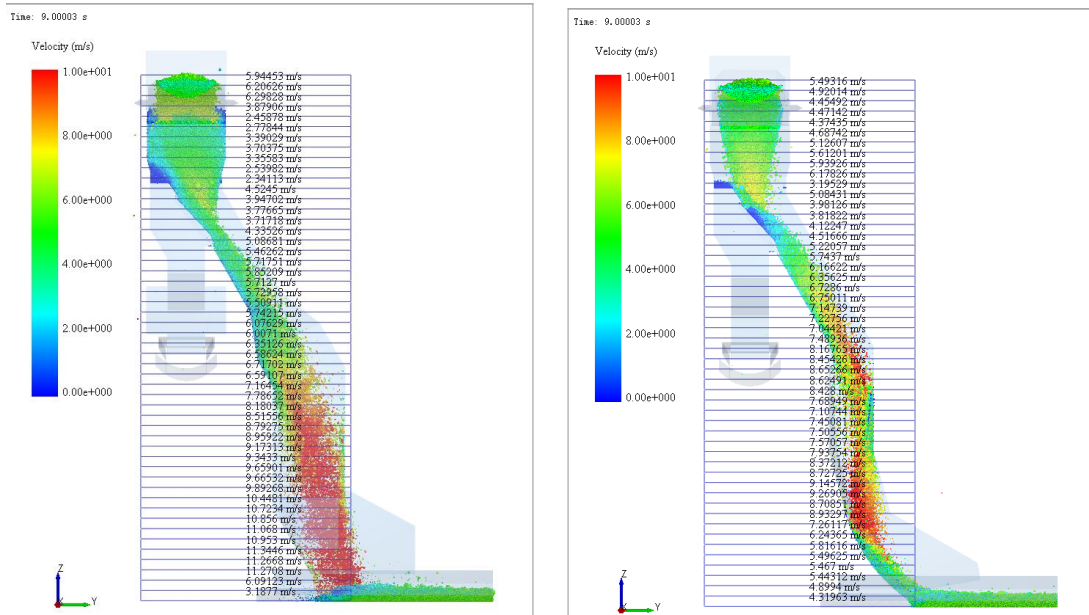 Time: 9.00003 s
Velocity (m/s)
1.00e+001
8.00e+000
6.00e+000
4.00e+000
2.00e+000
0.00e+000
5.94453 m/s
6.20626 m/s
6.29828 m/s
3.87906 m/s
2.45878 m/s
2.77844 m/s
3.39029 m/s
3.70375 m/s
3.35583 m/s
2.53982 m/s
2.34113 m/s
4.5245 m/s
3.94702 m/s
3.77665 m/s
3.71718 m/s
4.33526 m/s
5.08681 m/s
5.46262 m/s
5.71751 m/s
5.85209 m/s
5.7127 m/s
5.72958 m/s
5.50911 m/s
5.74215 m/s
6.07629 m/s
6.0071 m/s
6.35126 m/s
6.58624 m/s
6.71702 m/s
6.59107 m/s
7.16454 m/s
7.78652 m/s
8.18037 m/s
8.51556 m/s
8.79275 m/s
8.95922 m/s
9.17313 m/s
9.3433 m/s
9.65901 m/s
9.66532 m/s
9.89268 m/s
10.4481 m/s
10.7234 m/s
10.856 m/s
11.068 m/s
10.953 m/s
11.3446 m/s
11.2668 m/s
11.2708 m/s
6.09123 m/s
3.1877 m/s
Z
X
Y
Time: 9.00003 s
Velocity (m/s)
1.00e+001
8.00e+000
6.00e+000
4.00e+000
2.00e+000
0.00e+000
5.49316 m/s
4.92014 m/s
4.45492 m/s
4.47142 m/s
4.37435 m/s
4.68742 m/s
5.12607 m/s
5.61201 m/s
5.93926 m/s
6.17826 m/s
3.19529 m/s
5.08431 m/s
3.98126 m/s
3.81822 m/s
4.12247 m/s
4.51666 m/s
5.22057 m/s
5.7437 m/s
6.16622 m/s
6.35625 m/s
6.7286 m/s
6.75011 m/s
7.14739 m/s
7.22756 m/s
7.04421 m/s
7.48936 m/s
8.16765 m/s
8.45426 m/s
8.65266 m/s
8.62491 m/s
8.428 m/s
7.68949 m/s
7.10744 m/s
7.45081 m/s
7.50556 m/s
7.57057 m/s
7.93754 m/s
8.37212 m/s
8.72725 m/s
9.14572 m/s
9.26905 m/s
8.70851 m/s
8.93297 m/s
7.26117 m/s
6.24365 m/s
5.81616 m/s
5.49625 m/s
5.467 m/s
5.44312 m/s
4.8994 m/s
4.31963 m/s
Z
X
Y